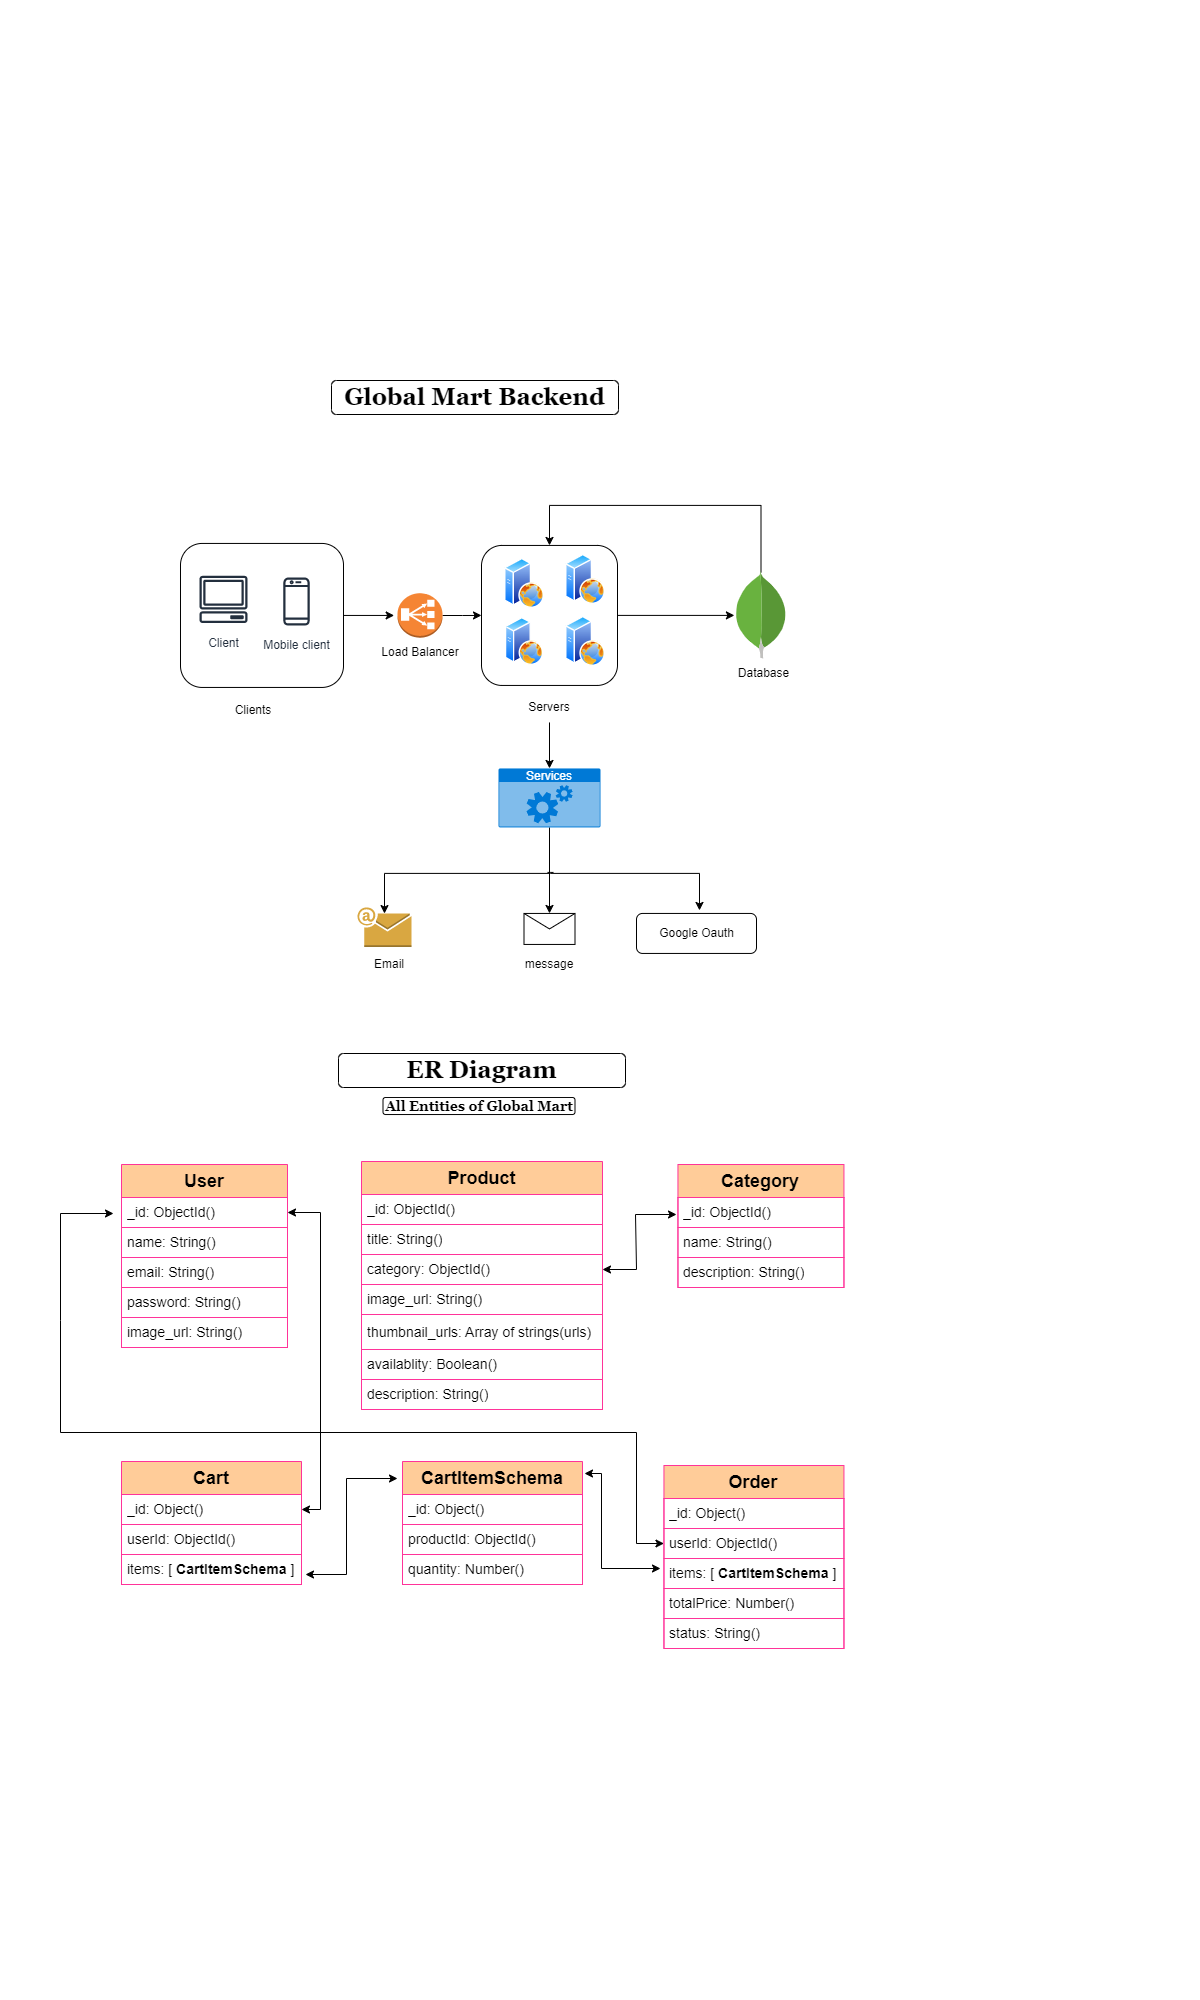 Global Mart Backend
Client
Mobile client
Clients
Load Balancer
Servers
Database
Services
Email
message
Google Oauth
ER Diagram
All Entities of Global Mart
User
_id: ObjectId()
name: String()
email: String()
password: String()
image_url: String()
Product
_id: ObjectId()
title: String()
category: ObjectId()
image_url: String()
thumbnail_urls: Array of strings(urls)
availablity: Boolean()
description: String()
Category
_id: ObjectId()
name: String()
description: String()
Cart
_id: Object()
userId: ObjectId()
items: [ CartItemSchema ]
CartItemSchema
_id: Object()
productId: ObjectId()
quantity: Number()
Order
_id: Object()
userId: ObjectId()
items: [ CartItemSchema ]
totalPrice: Number()
status: String()